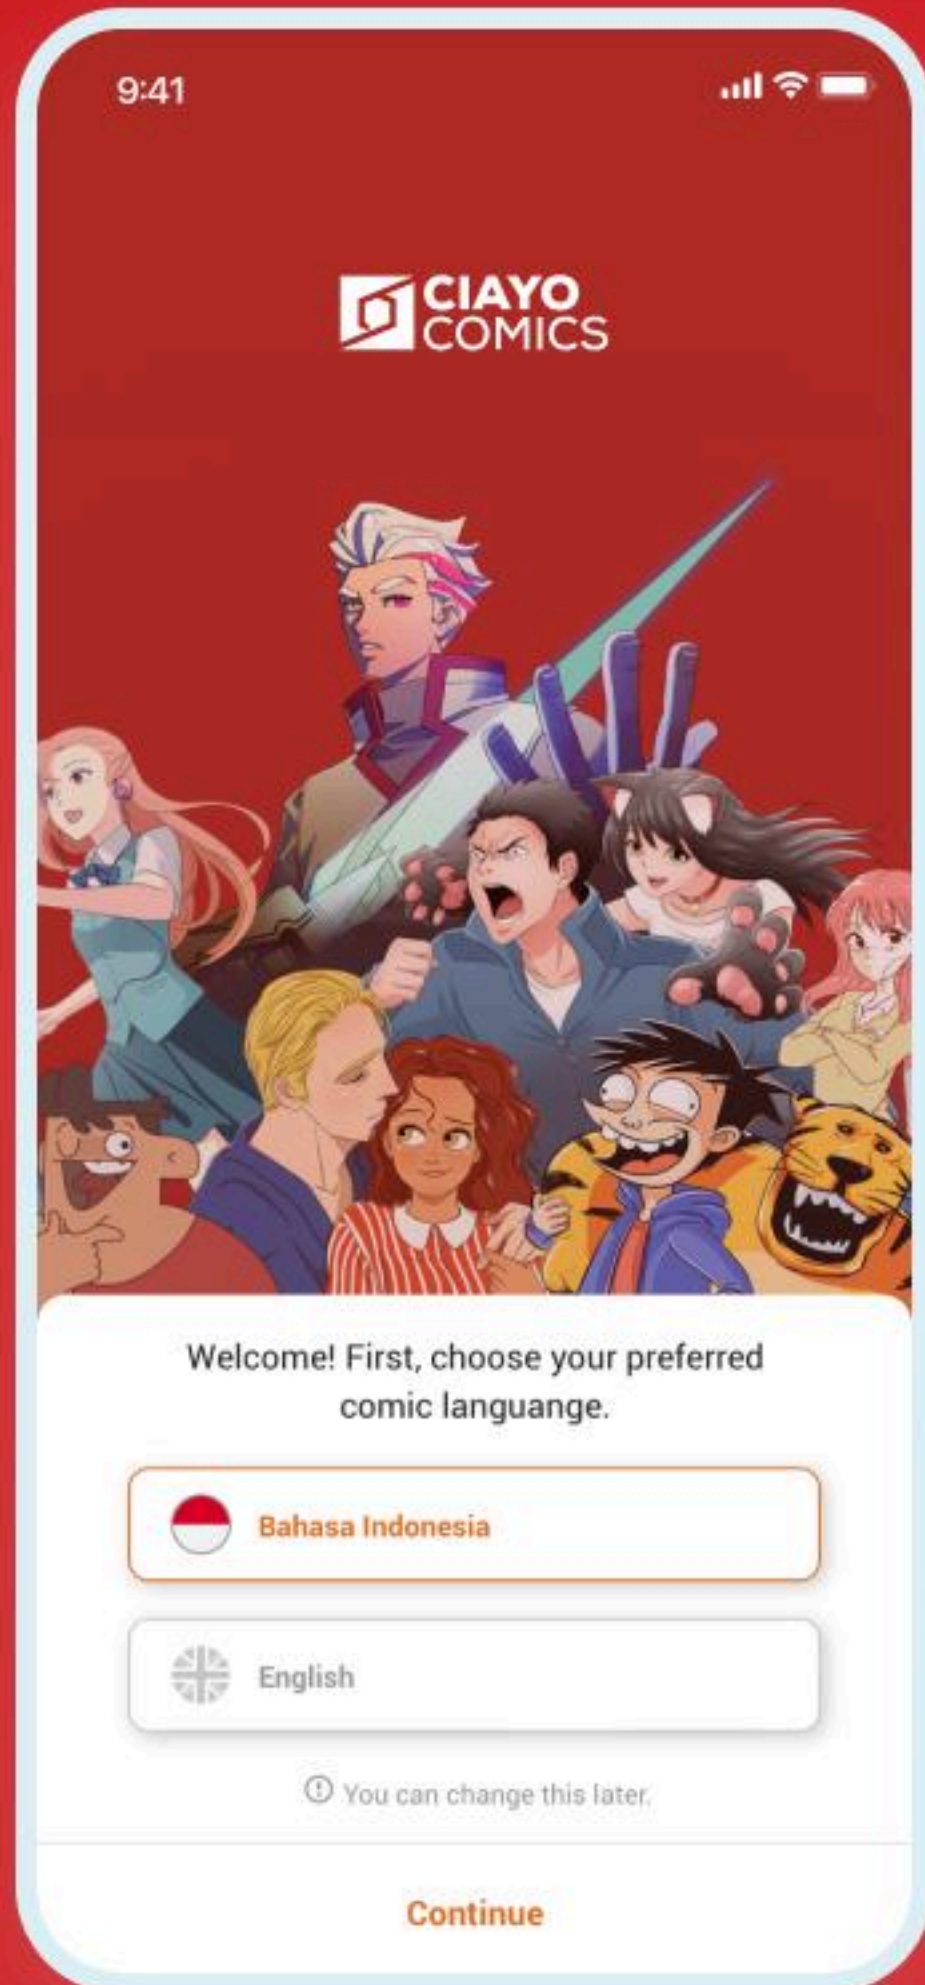 9:41
CIAYO
COMICS
Welcome! First, choose your preferred
comic languange.
Bahasa Indonesia
English
You can change this later.
Continue